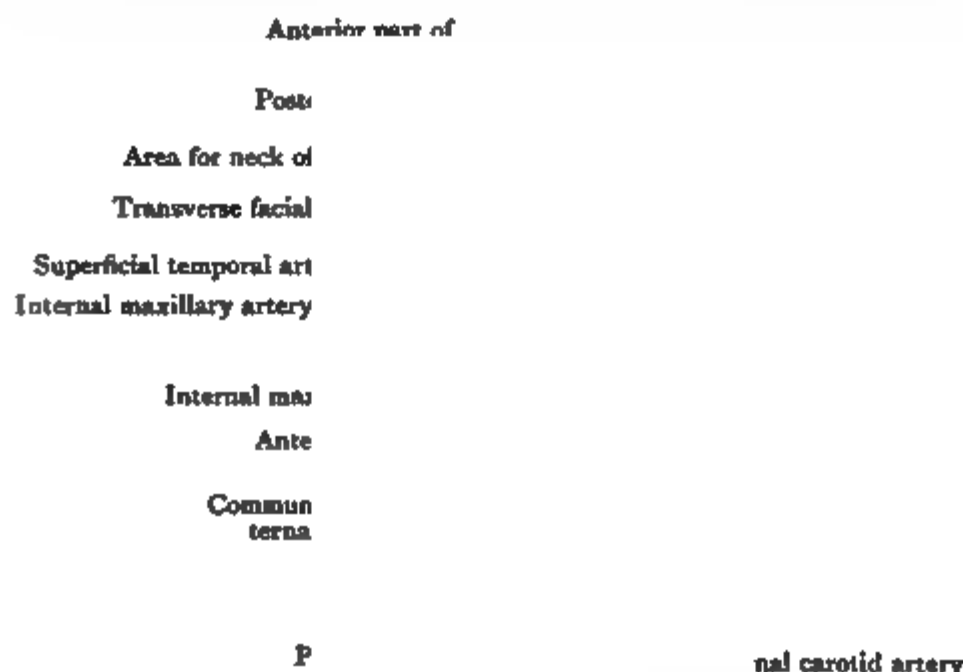 Anterior part of
Post
Area for neck of
Transverse facial
Superficial temporal art
Internal maxillary artery
Internal
Ante
Commun
terna
P
nal carotid artery